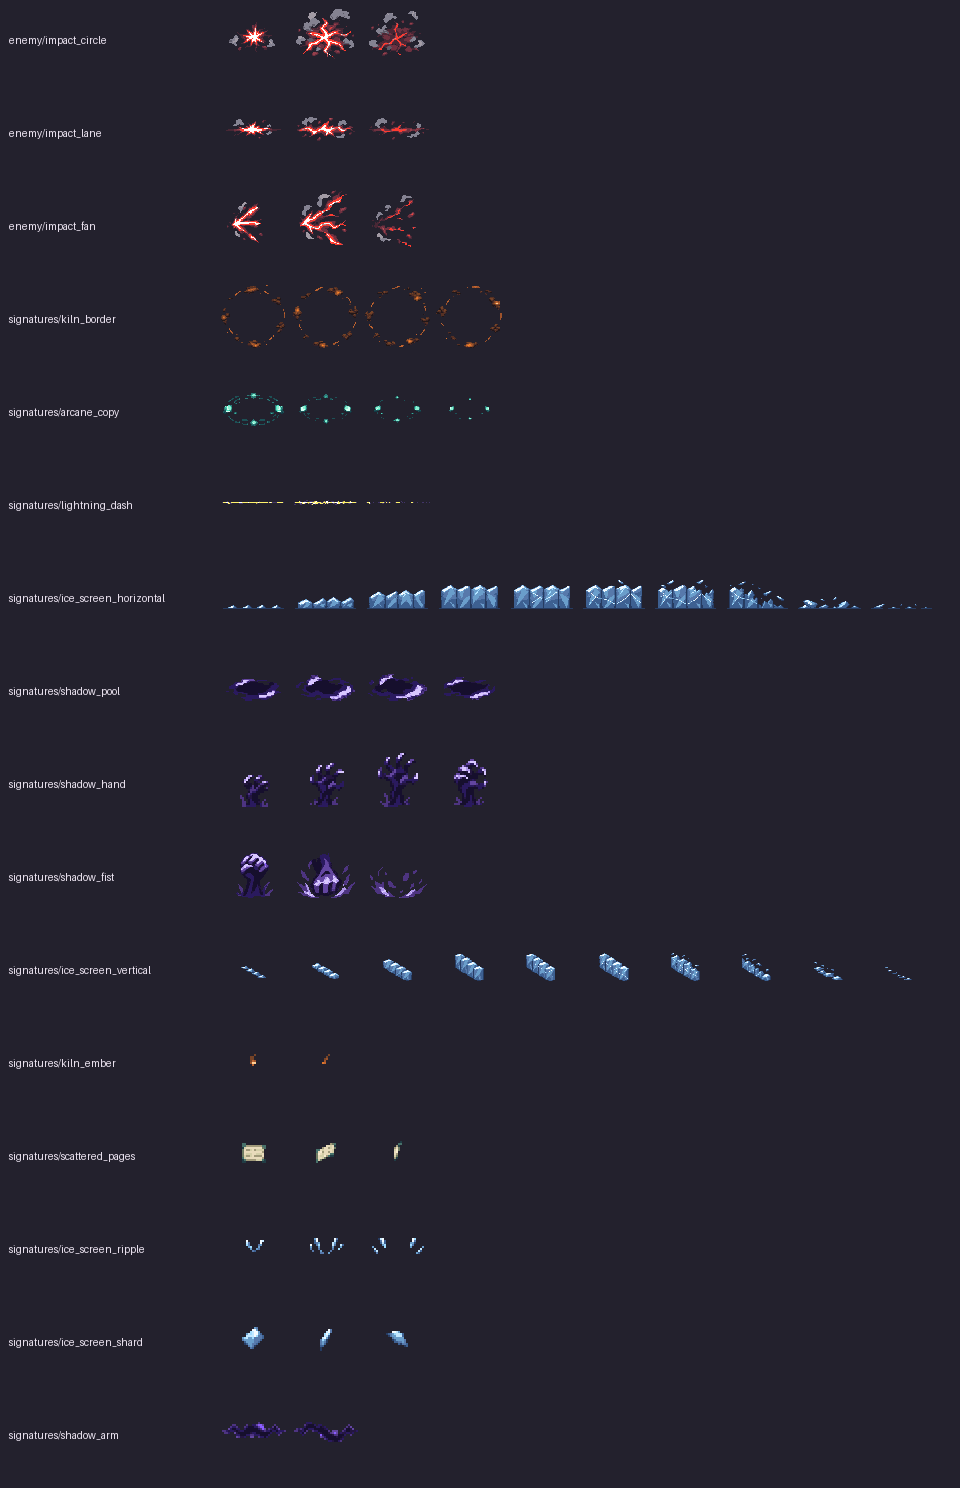 enemy/impact_circle
enemy/impact_lane
enemy/impact_fan
signatures/kiln_border
signatures/arcane_copy
signatures/lightning_dash
signatures/ice_screen_horizontal
signatures/shadow_pool
signatures/shadow_hand
signatures/shadow_fist
signatures/ice_screen_vertical
signatures/kiln_ember
signatures/scattered_pages
signatures/ice_screen_ripple
signatures/ice_screen_shard
signatures/shadow_arm